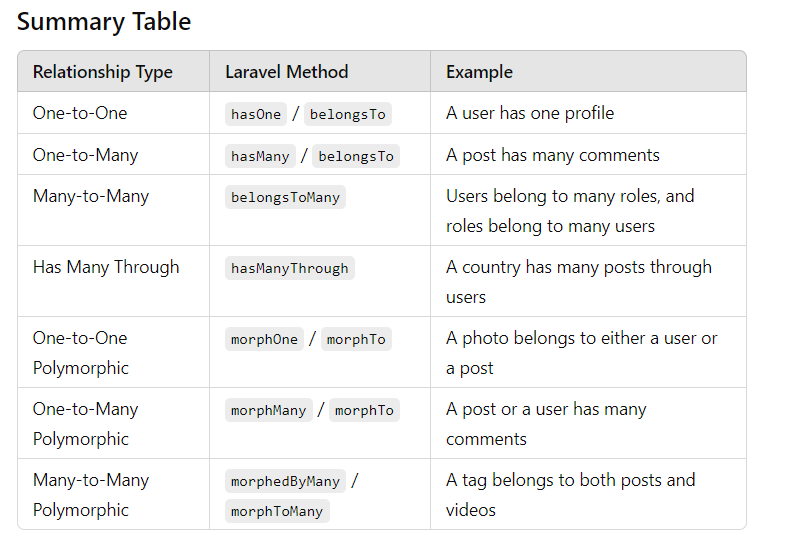 Summary Table
Relationship Type Laravel Method Example
One-to-One hasOne / belongsTo A user has one profile
One-to-Many hasMany / belongsTo A post has many comments
Many-to-Many belongsToMany Users belong to many roles, and
roles belong to many users
Has Many Through hasManyThrough A country has many posts through
users
One-to-One morphOne / morphTo A photo belongs to either a user or
Polymorphic a post
One-to-Many morphMany / morphTo A post or a user has many
Polymorphic comments
Many-to-Many morphedByMany / A tag belongs to both posts and
Polymorphic morphToMany videos